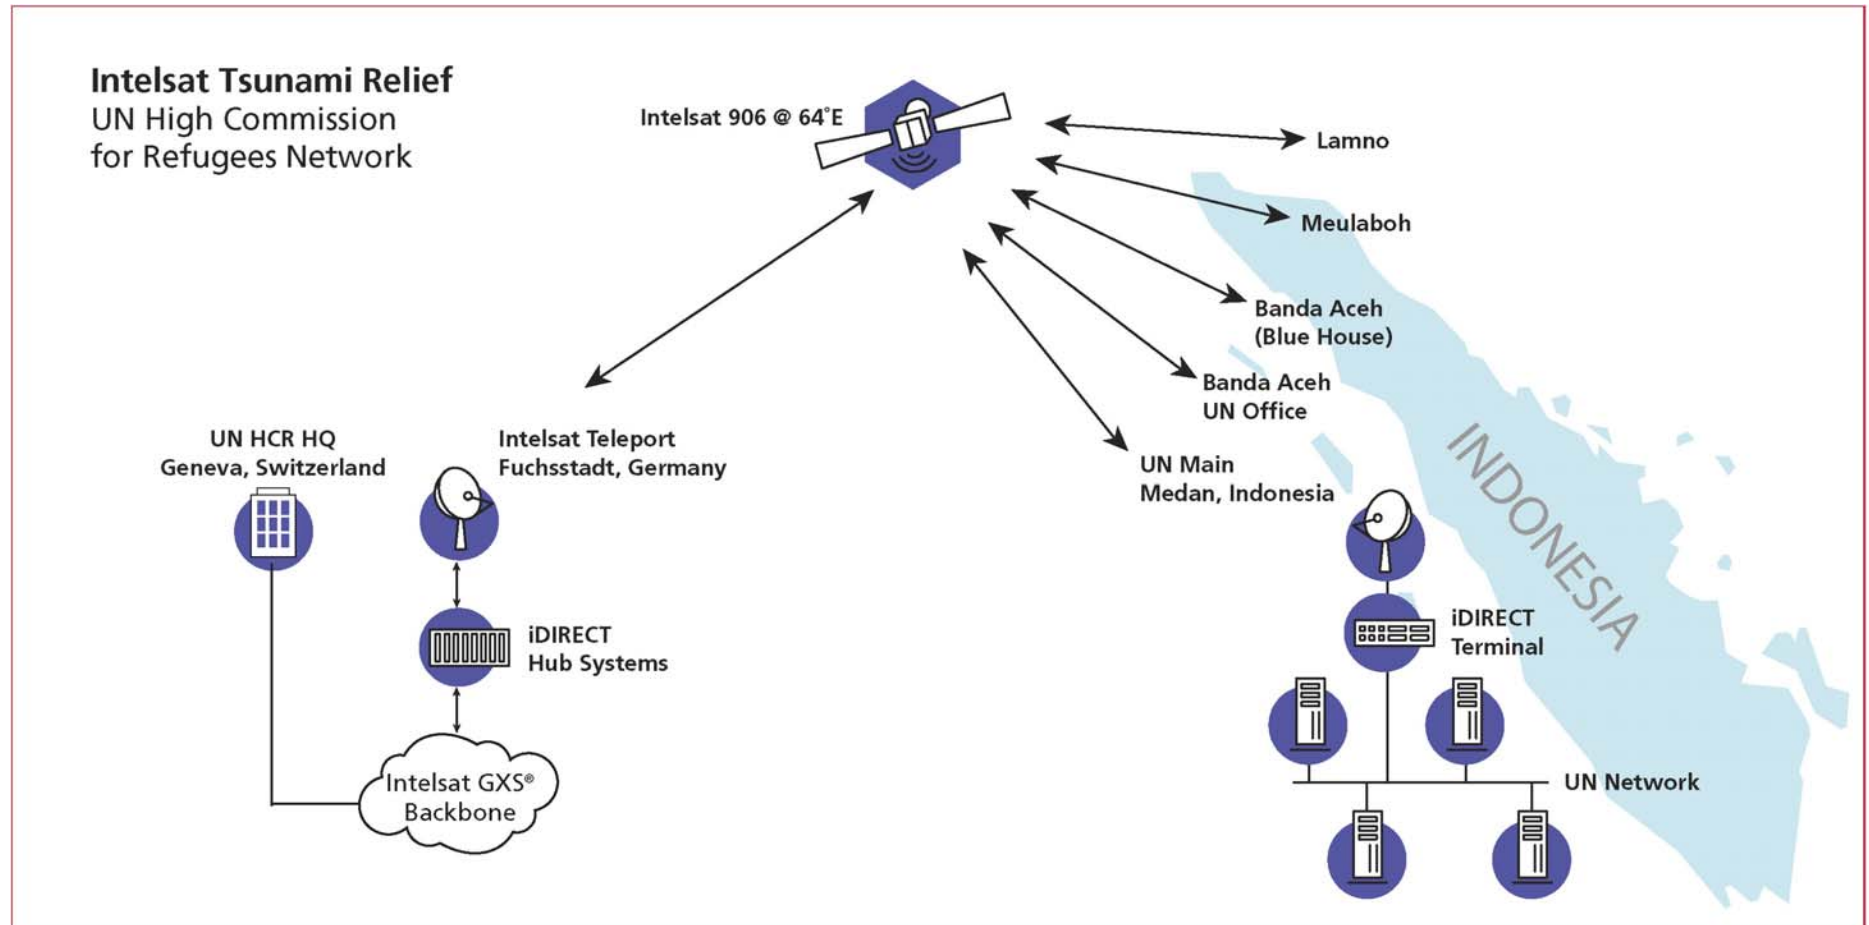 Intelsat Tsunami Relief
UN High Commission
for Refugees Network
Intelsat 906 @ 64°E
Lamno
Meulaboh
Banda Aceh
(Blue House)
Banda Aceh
UN Office
UN Main
Medan, Indonesia
INDONESIA
UN HCR HQ
Geneva, Switzerland
Intelsat Teleport
Fuchsstadt, Germany
iDIRECT
Hub Systems
iDIRECT
Terminal
Intelsat GXS®
Backbone
UN Network